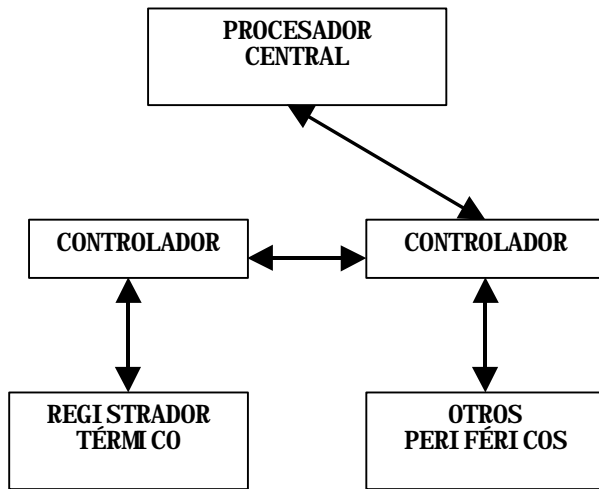 PROCESADOR
CENTRAL
CONTROLADOR
CONTROLADOR
REGISTRADOR
TÉRMICO
OTROS
PERIFÉRICOS